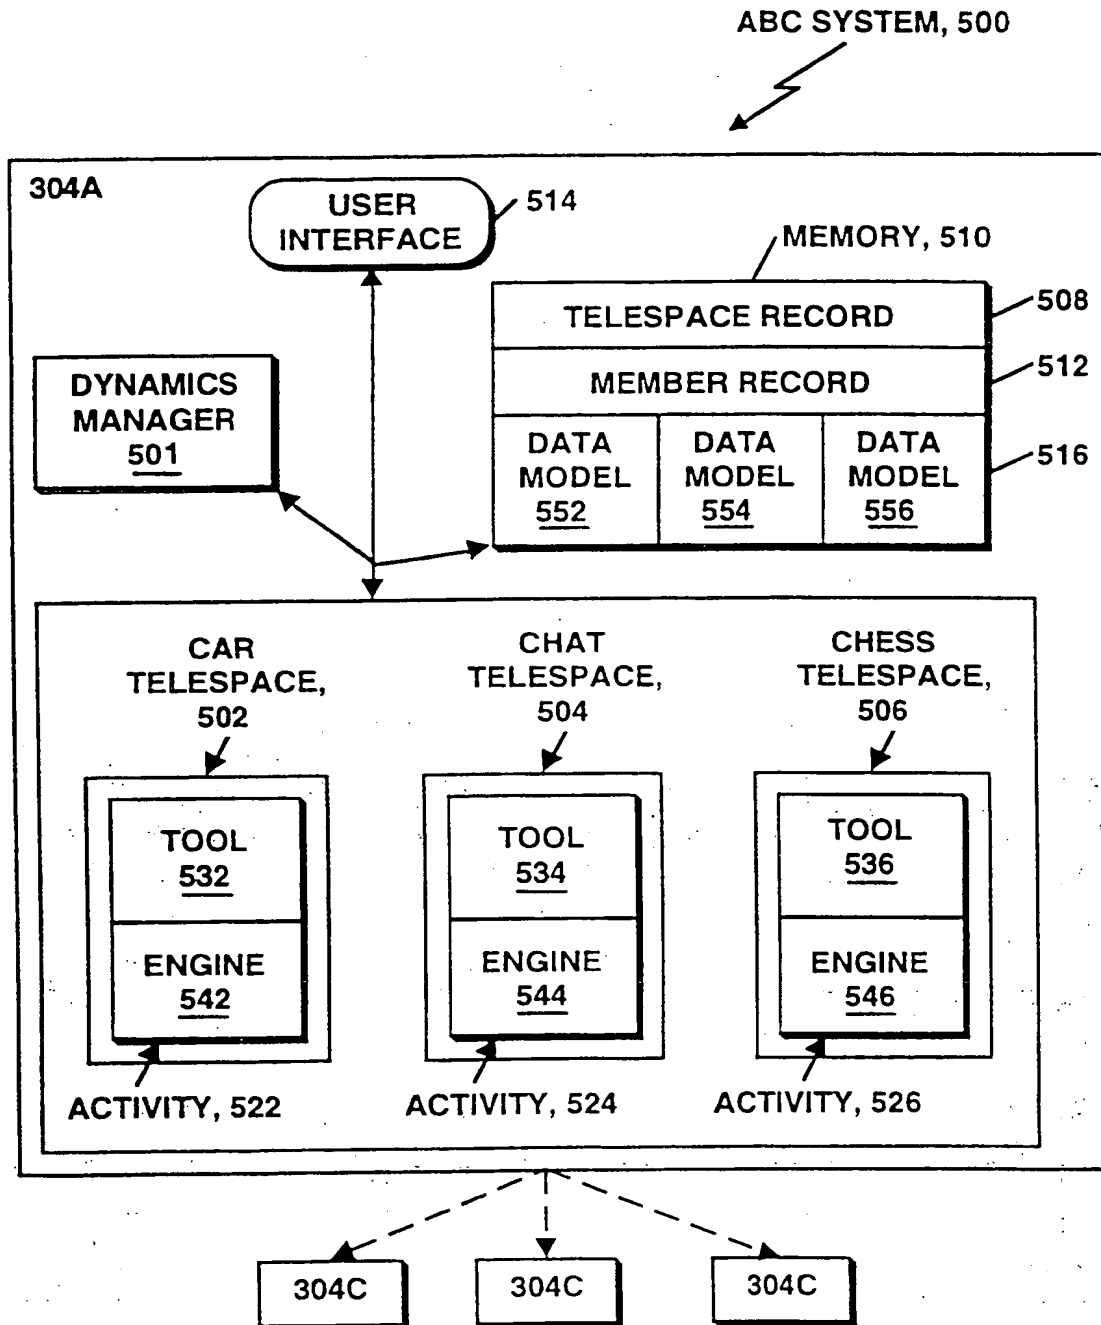 ABC SYSTEM, 500
304A
USER
INTERFACE
514
MEMORY, 510
TELESPACE RECORD
508
DYNAMICS
MANAGER
501
MEMBER RECORD
512
DATA
MODEL
552
DATA
MODEL
554
DATA
MODEL
556
516
CAR
TELESPACE,
502
CHAT
TELESPACE,
504
CHESS
TELESPACE,
506
TOOL
532
TOOL
534
TOOL
536
ENGINE
542
ENGINE
544
ENGINE
546
ACTIVITY, 522
ACTIVITY, 524
ACTIVITY, 526
304C
304C
304C